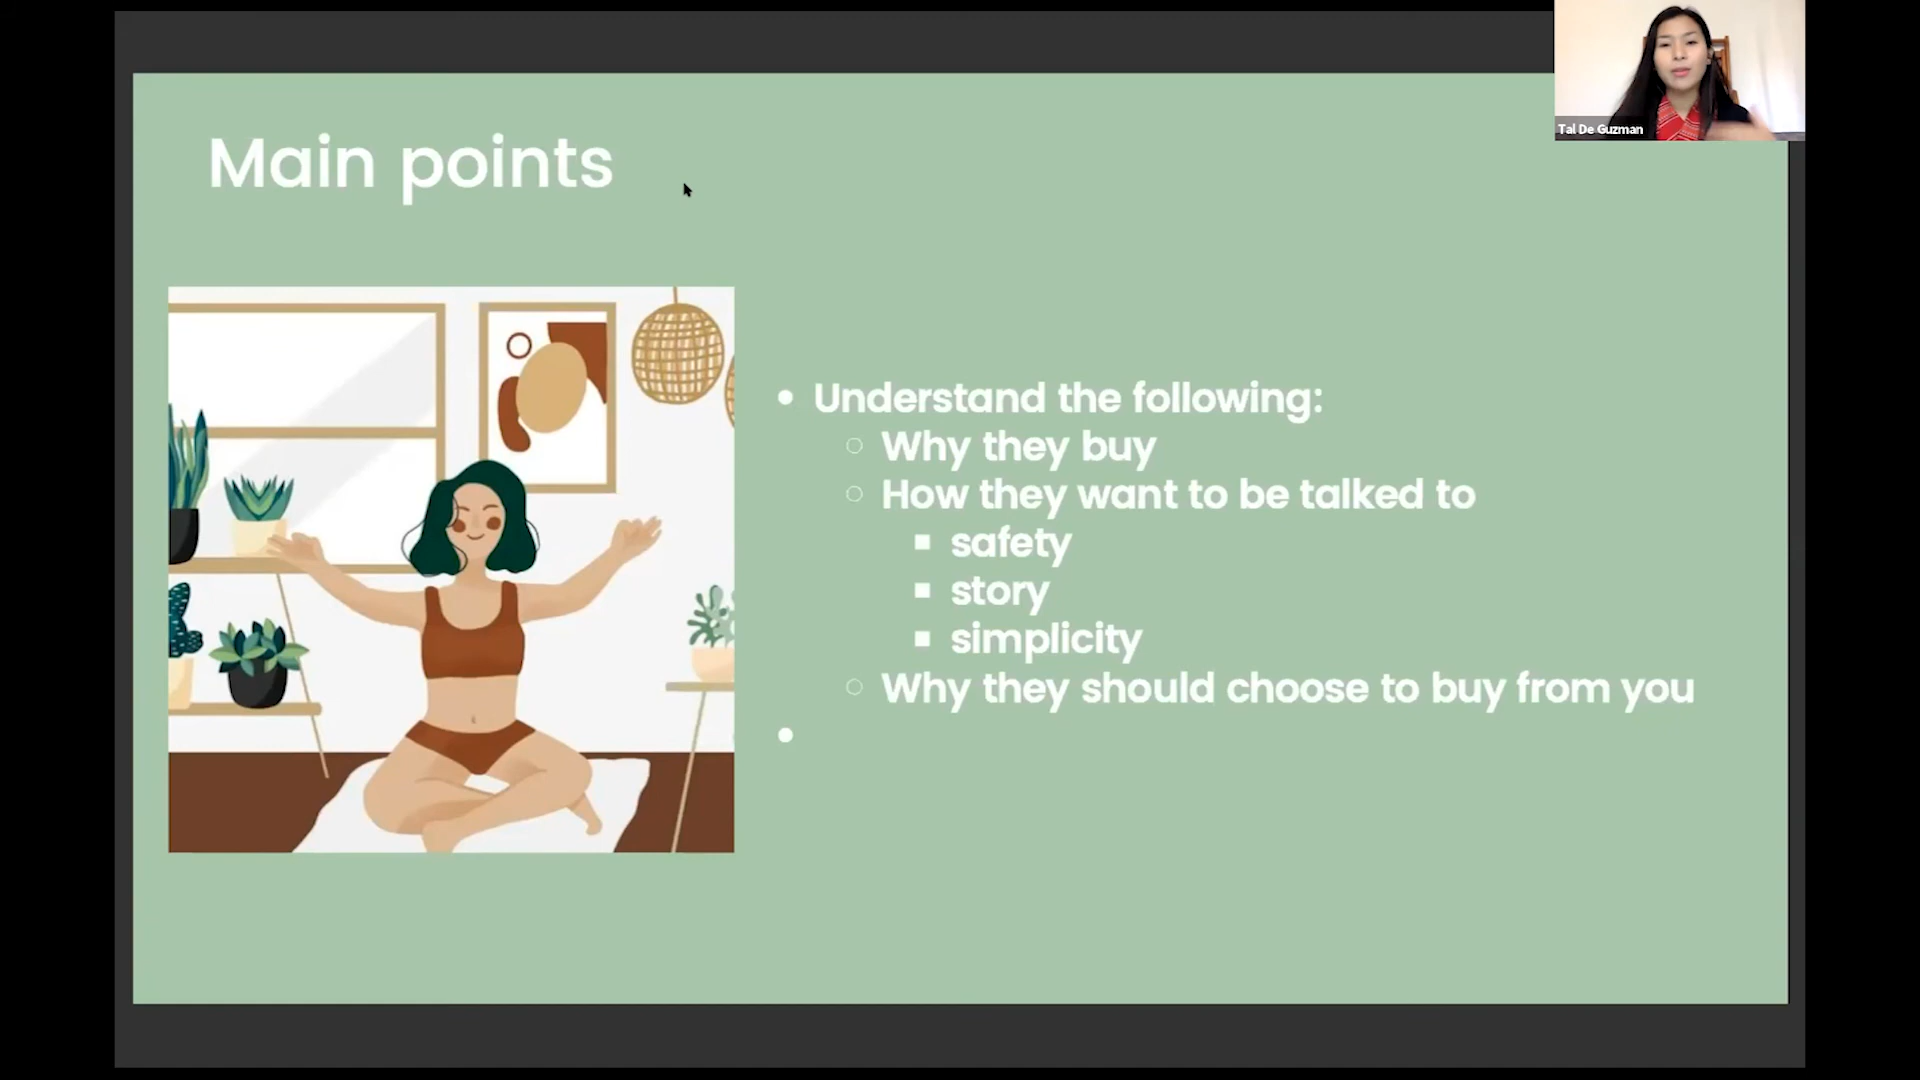 Tal De Guzman
Main points
Understand the following:
Why they buy
How they want to be talked to
safety
story
simplicity
Why they should choose to buy from you